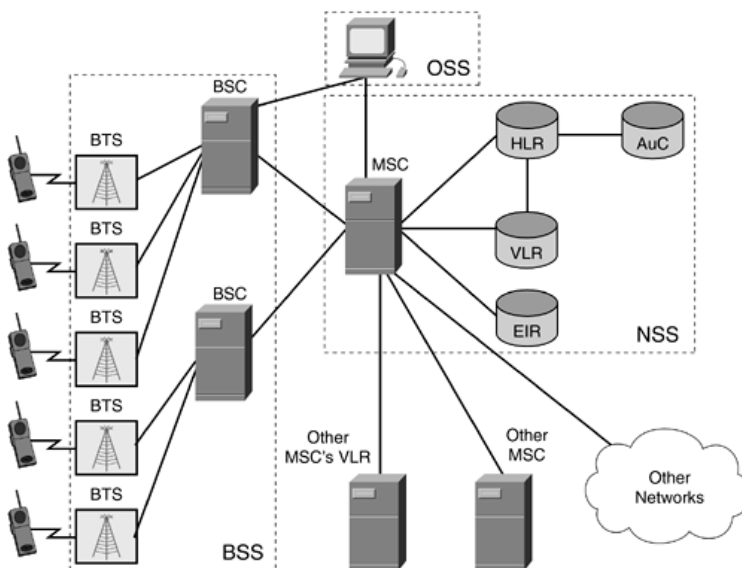 OSS
BSC
BTS
MSC
HLR
AuC
BTS
VLR
BSC
BTS
EIR
NSS
BTS
Other
MSC's VLR
Other
MSC
Other
Networks
BTS
BSS